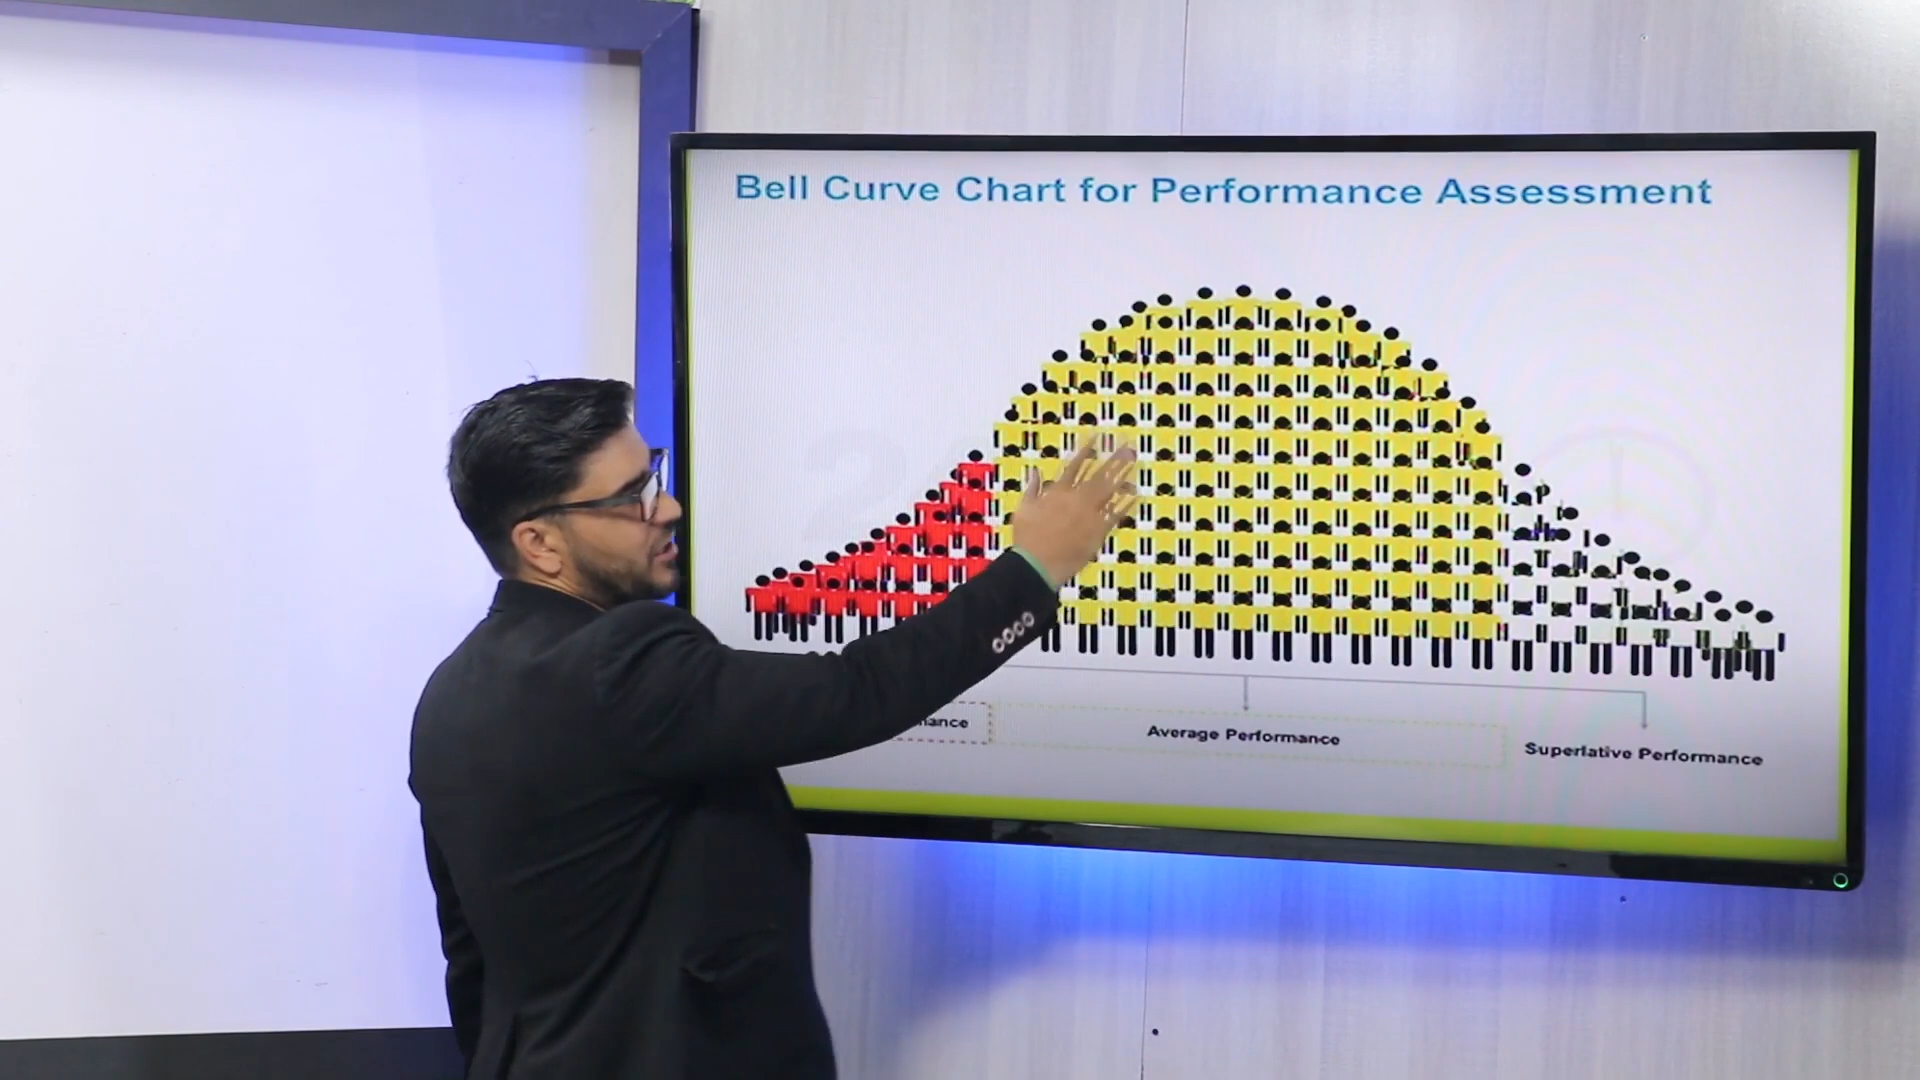 Bell Curve Chart for Performance Assessment
Average Performance
Superlative Performance